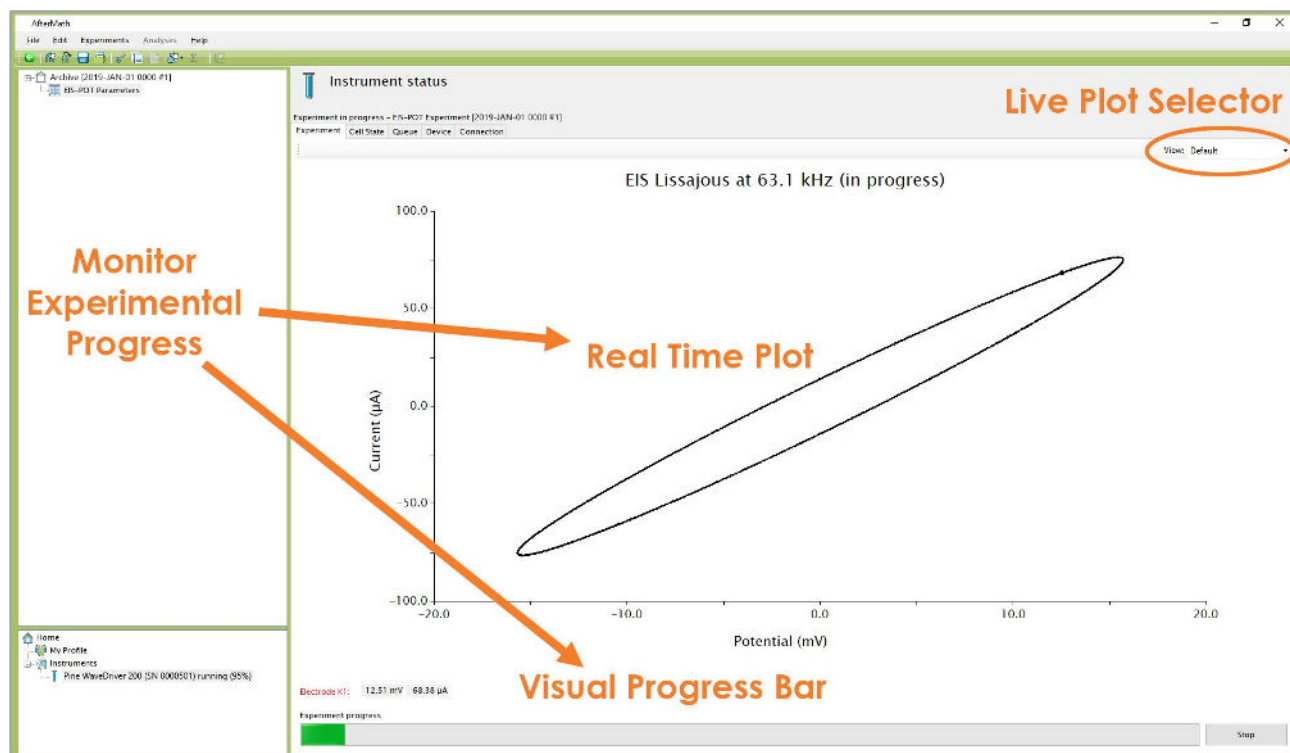 AfterMath
File Edit Experiments Analyses Help
Archive [2019-JAN-01 0000 #1]
EIS-POT Parameters
Instrument status
Live Plot Selector
Experiment in progress - EIS-POT Experiment [2019-JAN-01 0000 #1]
Experiment Cell State Queue Device Connection
View: Default
EIS Lissajous at 63.1 kHz (in progress)
100.0
50.0
0.0
-50.0
-100.0
Current (µA)
-20.0 -10.0 0.0 10.0 20.0
Potential (mV)
Monitor
Experimental
Progress
Real Time Plot
Visual Progress Bar
Home
My Profile
Instruments
Pine WaveDriver 200 (SN 0000501) running (95%)
Electrode K1: 12.51 mV 68.38 µA
Experiment progress
Stop